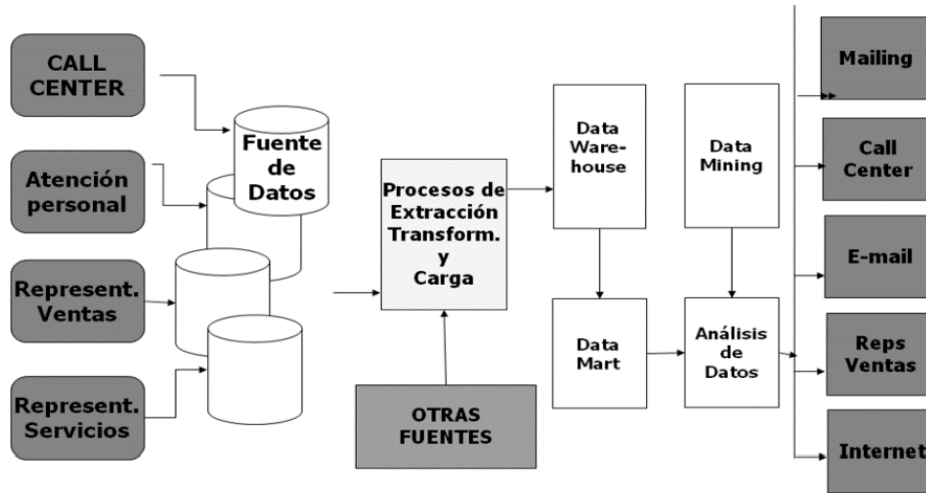 CALL
CENTER
Atención
personal
Represent.
Ventas
Represent.
Servicios
Fuente
de
Datos
Procesos de
Extracción
Transform.
y
Carga
OTRAS
FUENTES
Data
Ware-
house
Data
Mart
Data
Mining
Análisis
de
Datos
Mailing
Call
Center
E-mail
Reps
Ventas
Internet